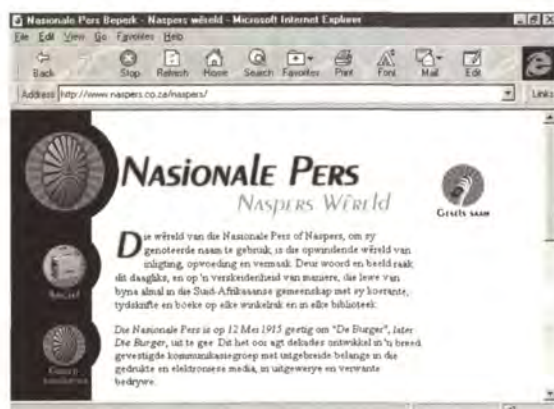 Nasionale Pers Beperk - Naspers wêreld - Microsoft Internet Explorer
File Edit View Go Favorites Help
Back Stop Refresh Home Search Favorites Print Font Mail Edit
Address http://www.naspers.co.za/naspers/ Links
NASIONALE PERS
NASPERS WÊRELD
Gesels saam
Die wêreld van die Nasionale Pers of Naspers, om sy
genoteerde naam te gebruik, is die opwindende wêreld van
inligting, opvoeding en vermaak. Deur woord en beeld raak
dit daagliks, en op 'n verskeidenheid van maniere, die lewe van
byna almal in die Suid-Afrikaanse gemeenskap met sy koerante,
tydskrifte en boeke op elke winkelrak en in elke biblioteek.
Die Nasionale Pers is op 12 Mei 1915 gestig om "De Burger", later
Die Burger, uit te gee. Dit het oor agt dekades ontwikkel in 'n breed
gevestigde kommunikasiegroep met uitgebreide belange in die
gedrukte en elektroniese media, in uitgewerye en verwante
bedrywe.